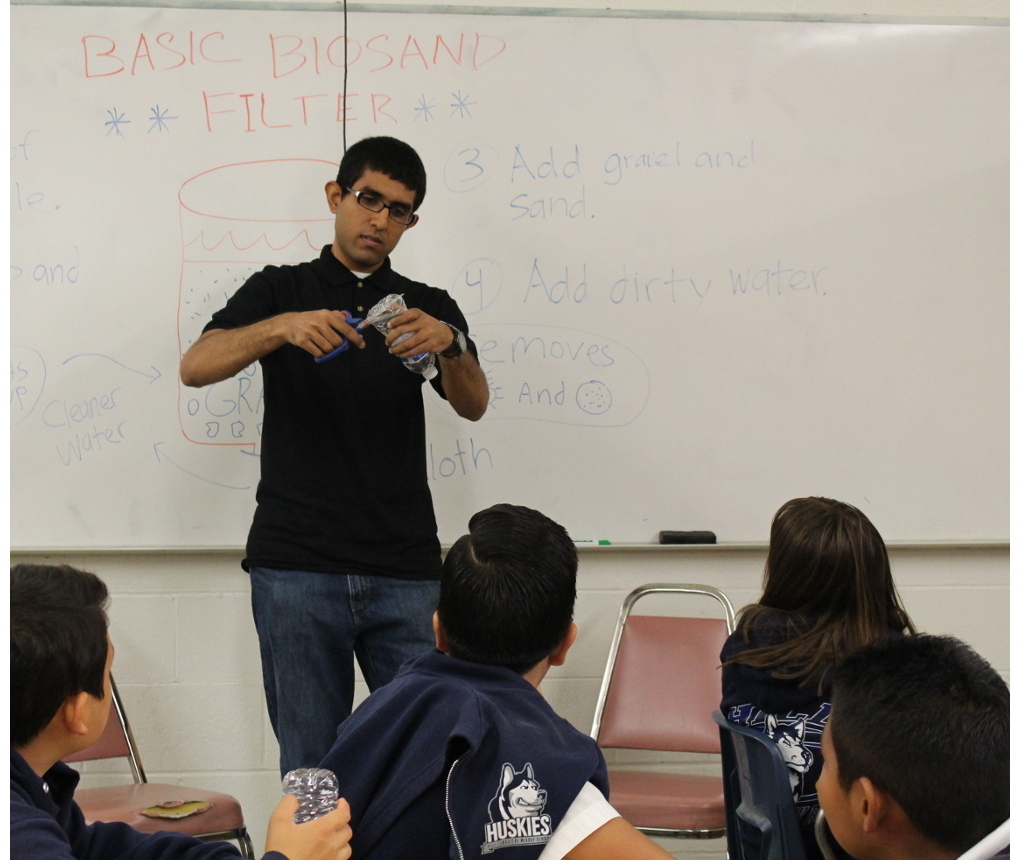 BASIC BIOSAND
** FILTER **
of
le.
and
3 Add gravel and
Sand.
4 Add dirty water.
emoves
And
Cleaner
Water
GRA
loth
HUSKIES